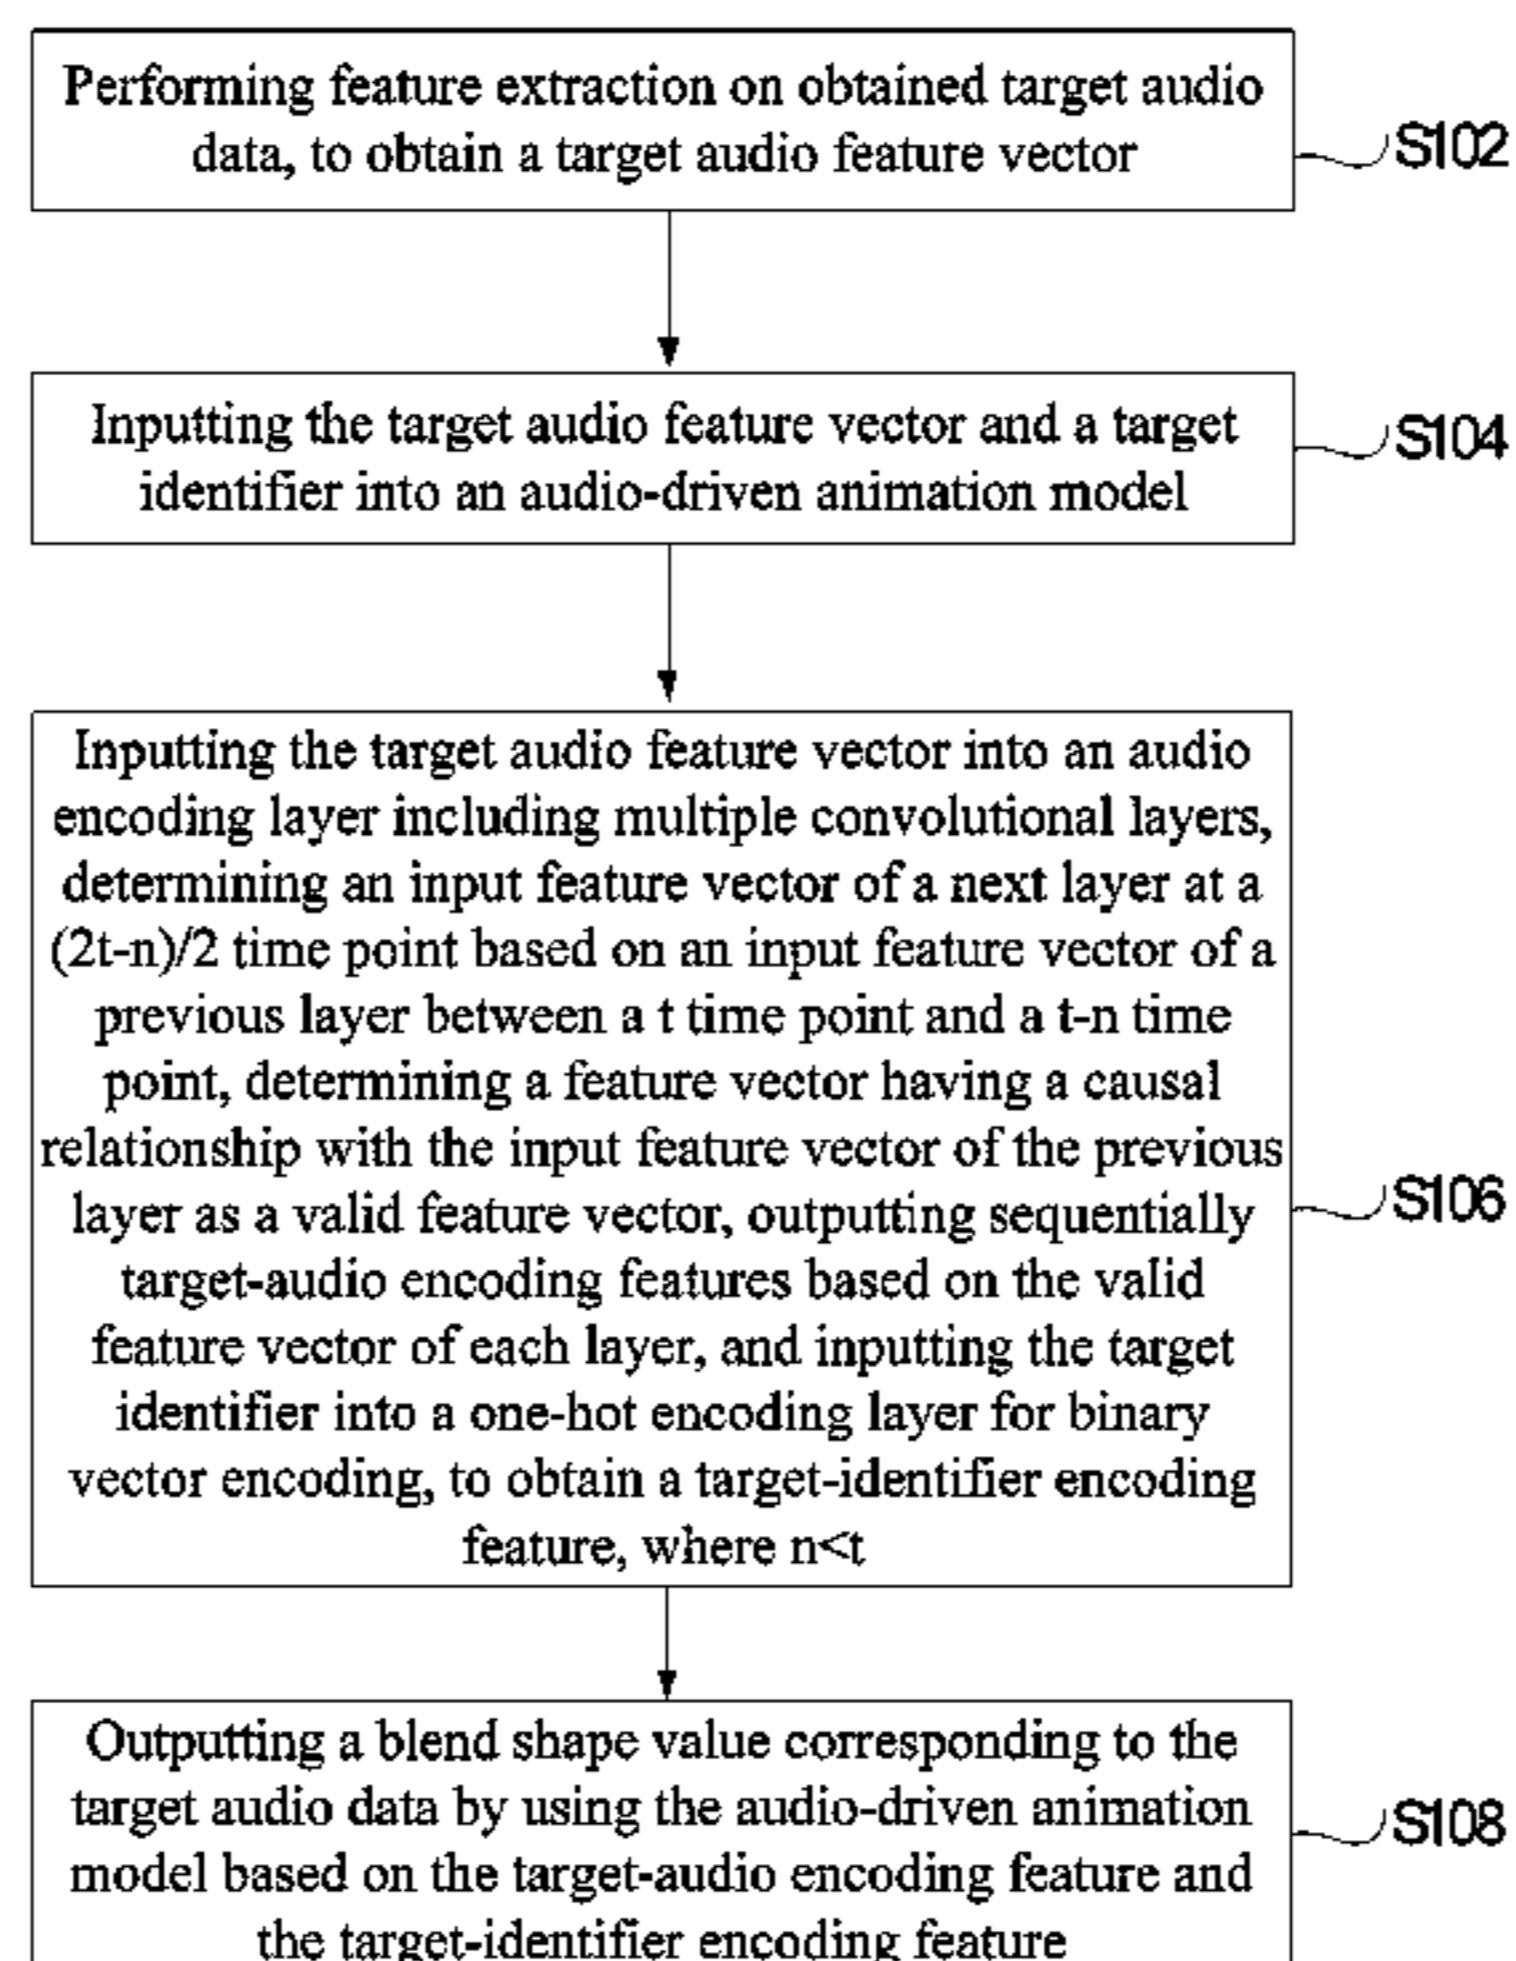 Performing feature extraction on obtained target audio
data, to obtain a target audio feature vector
S102
Inputting the target audio feature vector and a target
identifier into an audio-driven animation model
S104
Inputting the target audio feature vector into an audio
encoding layer including multiple convolutional layers,
determining an input feature vector of a next layer at a
(2t-n)/2 time point based on an input feature vector of a
previous layer between a t time point and a t-n time
point, determining a feature vector having a causal
relationship with the input feature vector of the previous
layer as a valid feature vector, outputting sequentially
target-audio encoding features based on the valid
feature vector of each layer, and inputting the target
identifier into a one-hot encoding layer for binary
vector encoding, to obtain a target-identifier encoding
feature, where n<t
S106
Outputting a blend shape value corresponding to the
target audio data by using the audio-driven animation
model based on the target-audio encoding feature and
the target-identifier encoding feature
S108